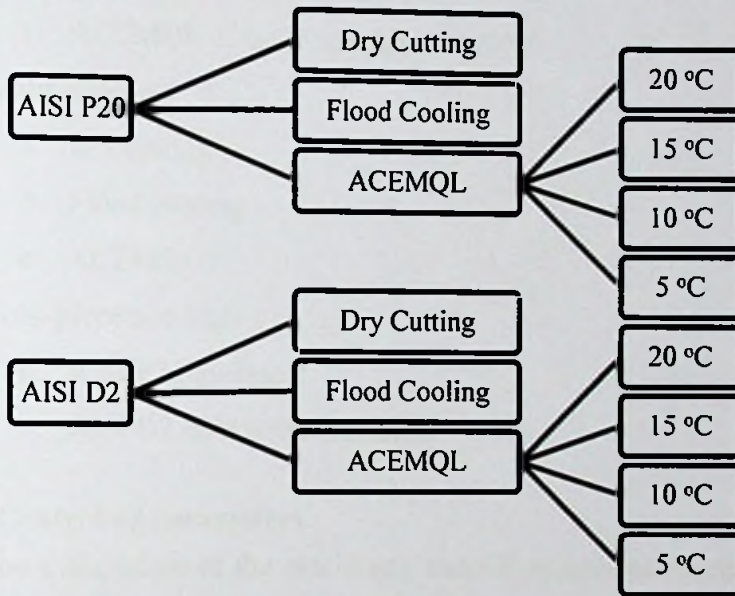 AISI P20
Dry Cutting
Flood Cooling
ACEMQL
20 °C
15 °C
10 °C
5 °C
AISI D2
Dry Cutting
Flood Cooling
ACEMQL
20 °C
15 °C
10 °C
5 °C